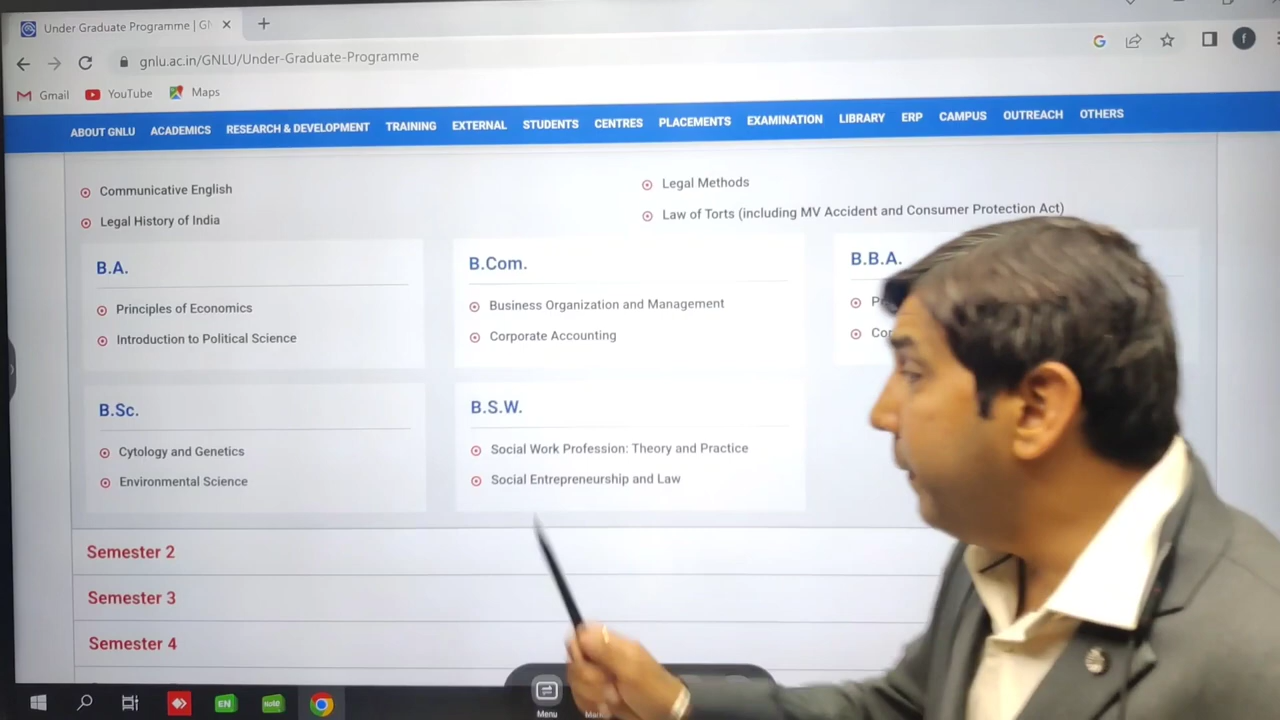 Under Graduate Programme | GN
gnlu.ac.in/GNLU/Under-Graduate-Programme
f
Gmail
YouTube
Maps
ABOUT GNLU
ACADEMICS
RESEARCH & DEVELOPMENT
TRAINING
EXTERNAL
STUDENTS
CENTRES
PLACEMENTS
EXAMINATION
LIBRARY
ERP
CAMPUS
OUTREACH
OTHERS
Communicative English
Legal Methods
Legal History of India
Law of Torts (including MV Accident and Consumer Protection Act)
B.A.
Principles of Economics
Introduction to Political Science
B.Com.
Business Organization and Management
Corporate Accounting
B.B.A.
B.Sc.
Cytology and Genetics
Environmental Science
B.S.W.
Social Work Profession: Theory and Practice
Social Entrepreneurship and Law
Semester 2
Semester 3
Semester 4
EN
Menu